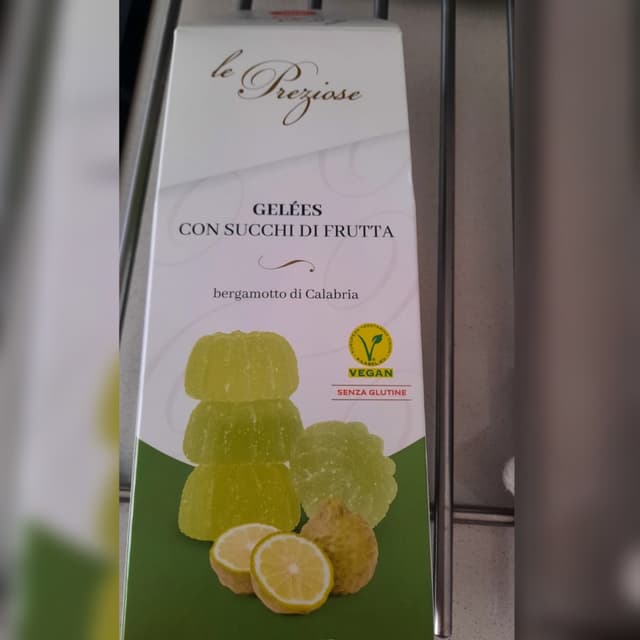 le Preziose
GELÉES
CON SUCCHI DI FRUTTA
bergamotto di Calabria
VEGAN
SENZA GLUTINE